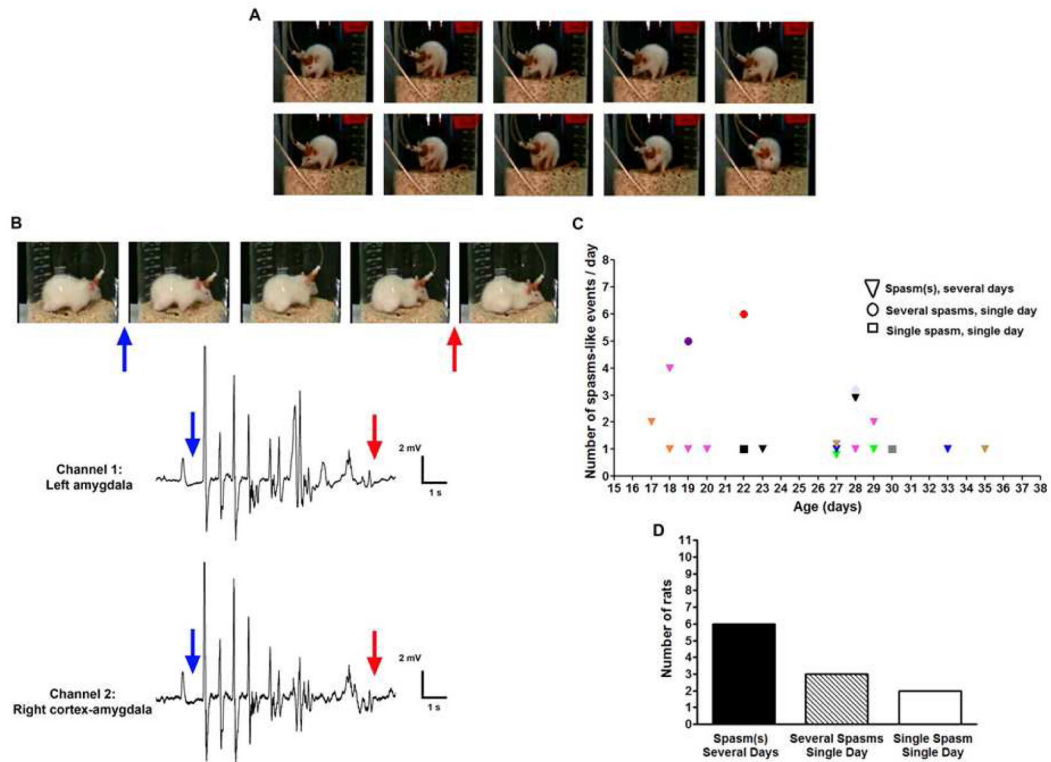 A
B
Channel 1:
Left amygdala
2 mV
1 s
Channel 2:
Right cortex-amygdala
2 mV
1 s
C
Number of spasms-like events / day
8
7
6
5
4
3
2
1
0
15 16 17 18 19 20 21 22 23 24 25 26 27 28 29 30 31 32 33 34 35 36 37 38
Age (days)
Spasm(s), several days
Several spasms, single day
Single spasm, single day
D
Number of rats
11
10
9
8
7
6
5
4
3
2
1
0
Spasm(s)
Several Days
Several Spasms
Single Day
Single Spasm
Single Day